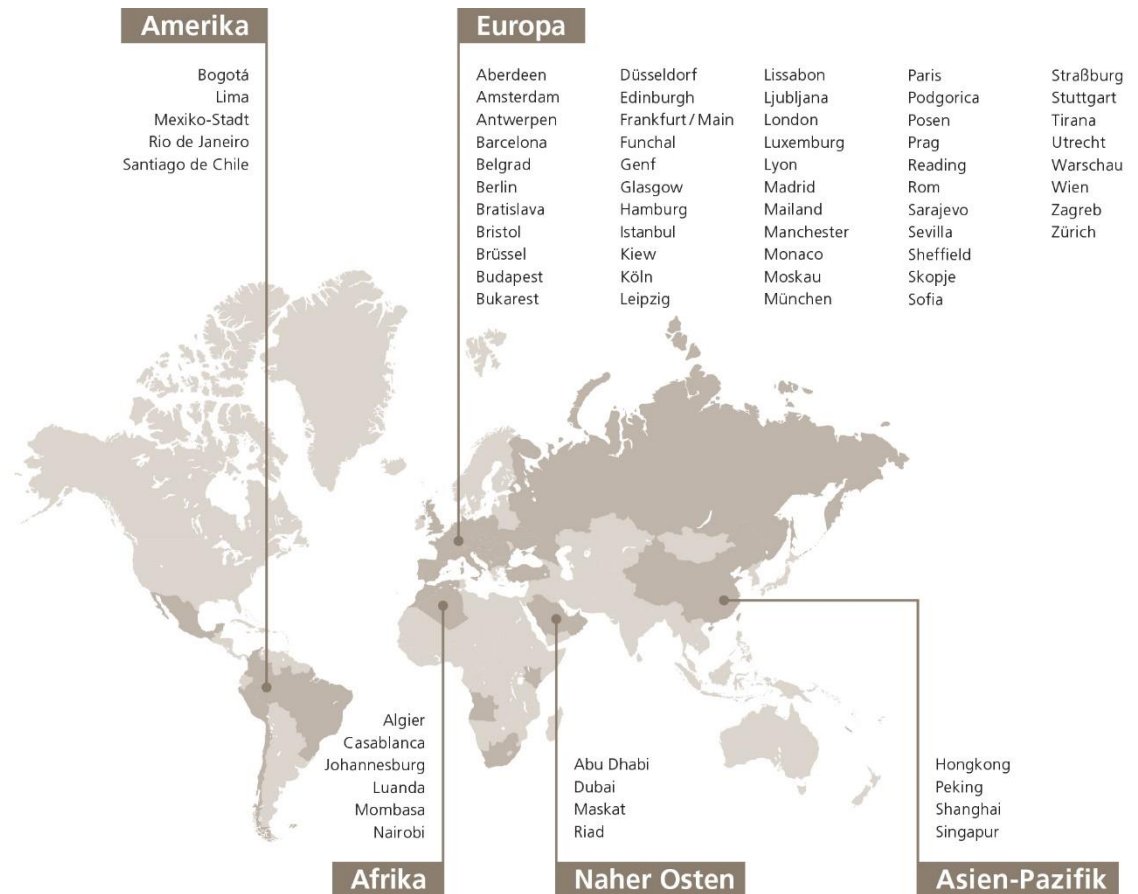 Amerika
Bogotá
Lima
Mexiko-Stadt
Rio de Janeiro
Santiago de Chile
Europa
Aberdeen
Amsterdam
Antwerpen
Barcelona
Belgrad
Berlin
Bratislava
Bristol
Brüssel
Budapest
Bukarest
Düsseldorf
Edinburgh
Frankfurt / Main
Funchal
Genf
Glasgow
Hamburg
Istanbul
Kiew
Köln
Leipzig
Lissabon
Ljubljana
London
Luxemburg
Lyon
Madrid
Mailand
Manchester
Monaco
Moskau
München
Paris
Podgorica
Posen
Prag
Reading
Rom
Sarajevo
Sevilla
Sheffield
Skopje
Sofia
Straßburg
Stuttgart
Tirana
Utrecht
Warschau
Wien
Zagreb
Zürich
Algier
Casablanca
Johannesburg
Luanda
Mombasa
Nairobi
Afrika
Abu Dhabi
Dubai
Maskat
Riad
Naher Osten
Hongkong
Peking
Shanghai
Singapur
Asien-Pazifik